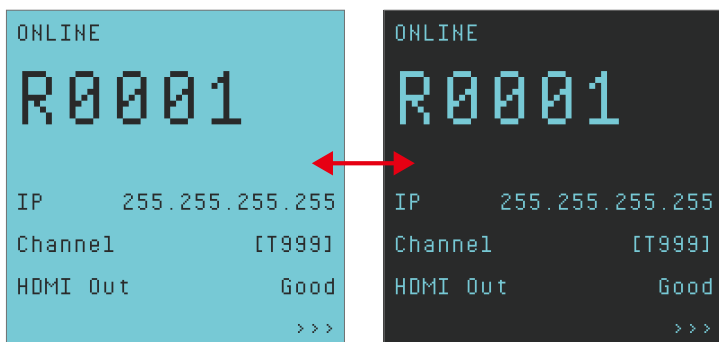 ONLINE
R0001
IP 255.255.255.255
Channel [T999]
HDMI Out Good
>>>
ONLINE
R0001
IP 255.255.255.255
Channel [T999]
HDMI Out Good
>>>